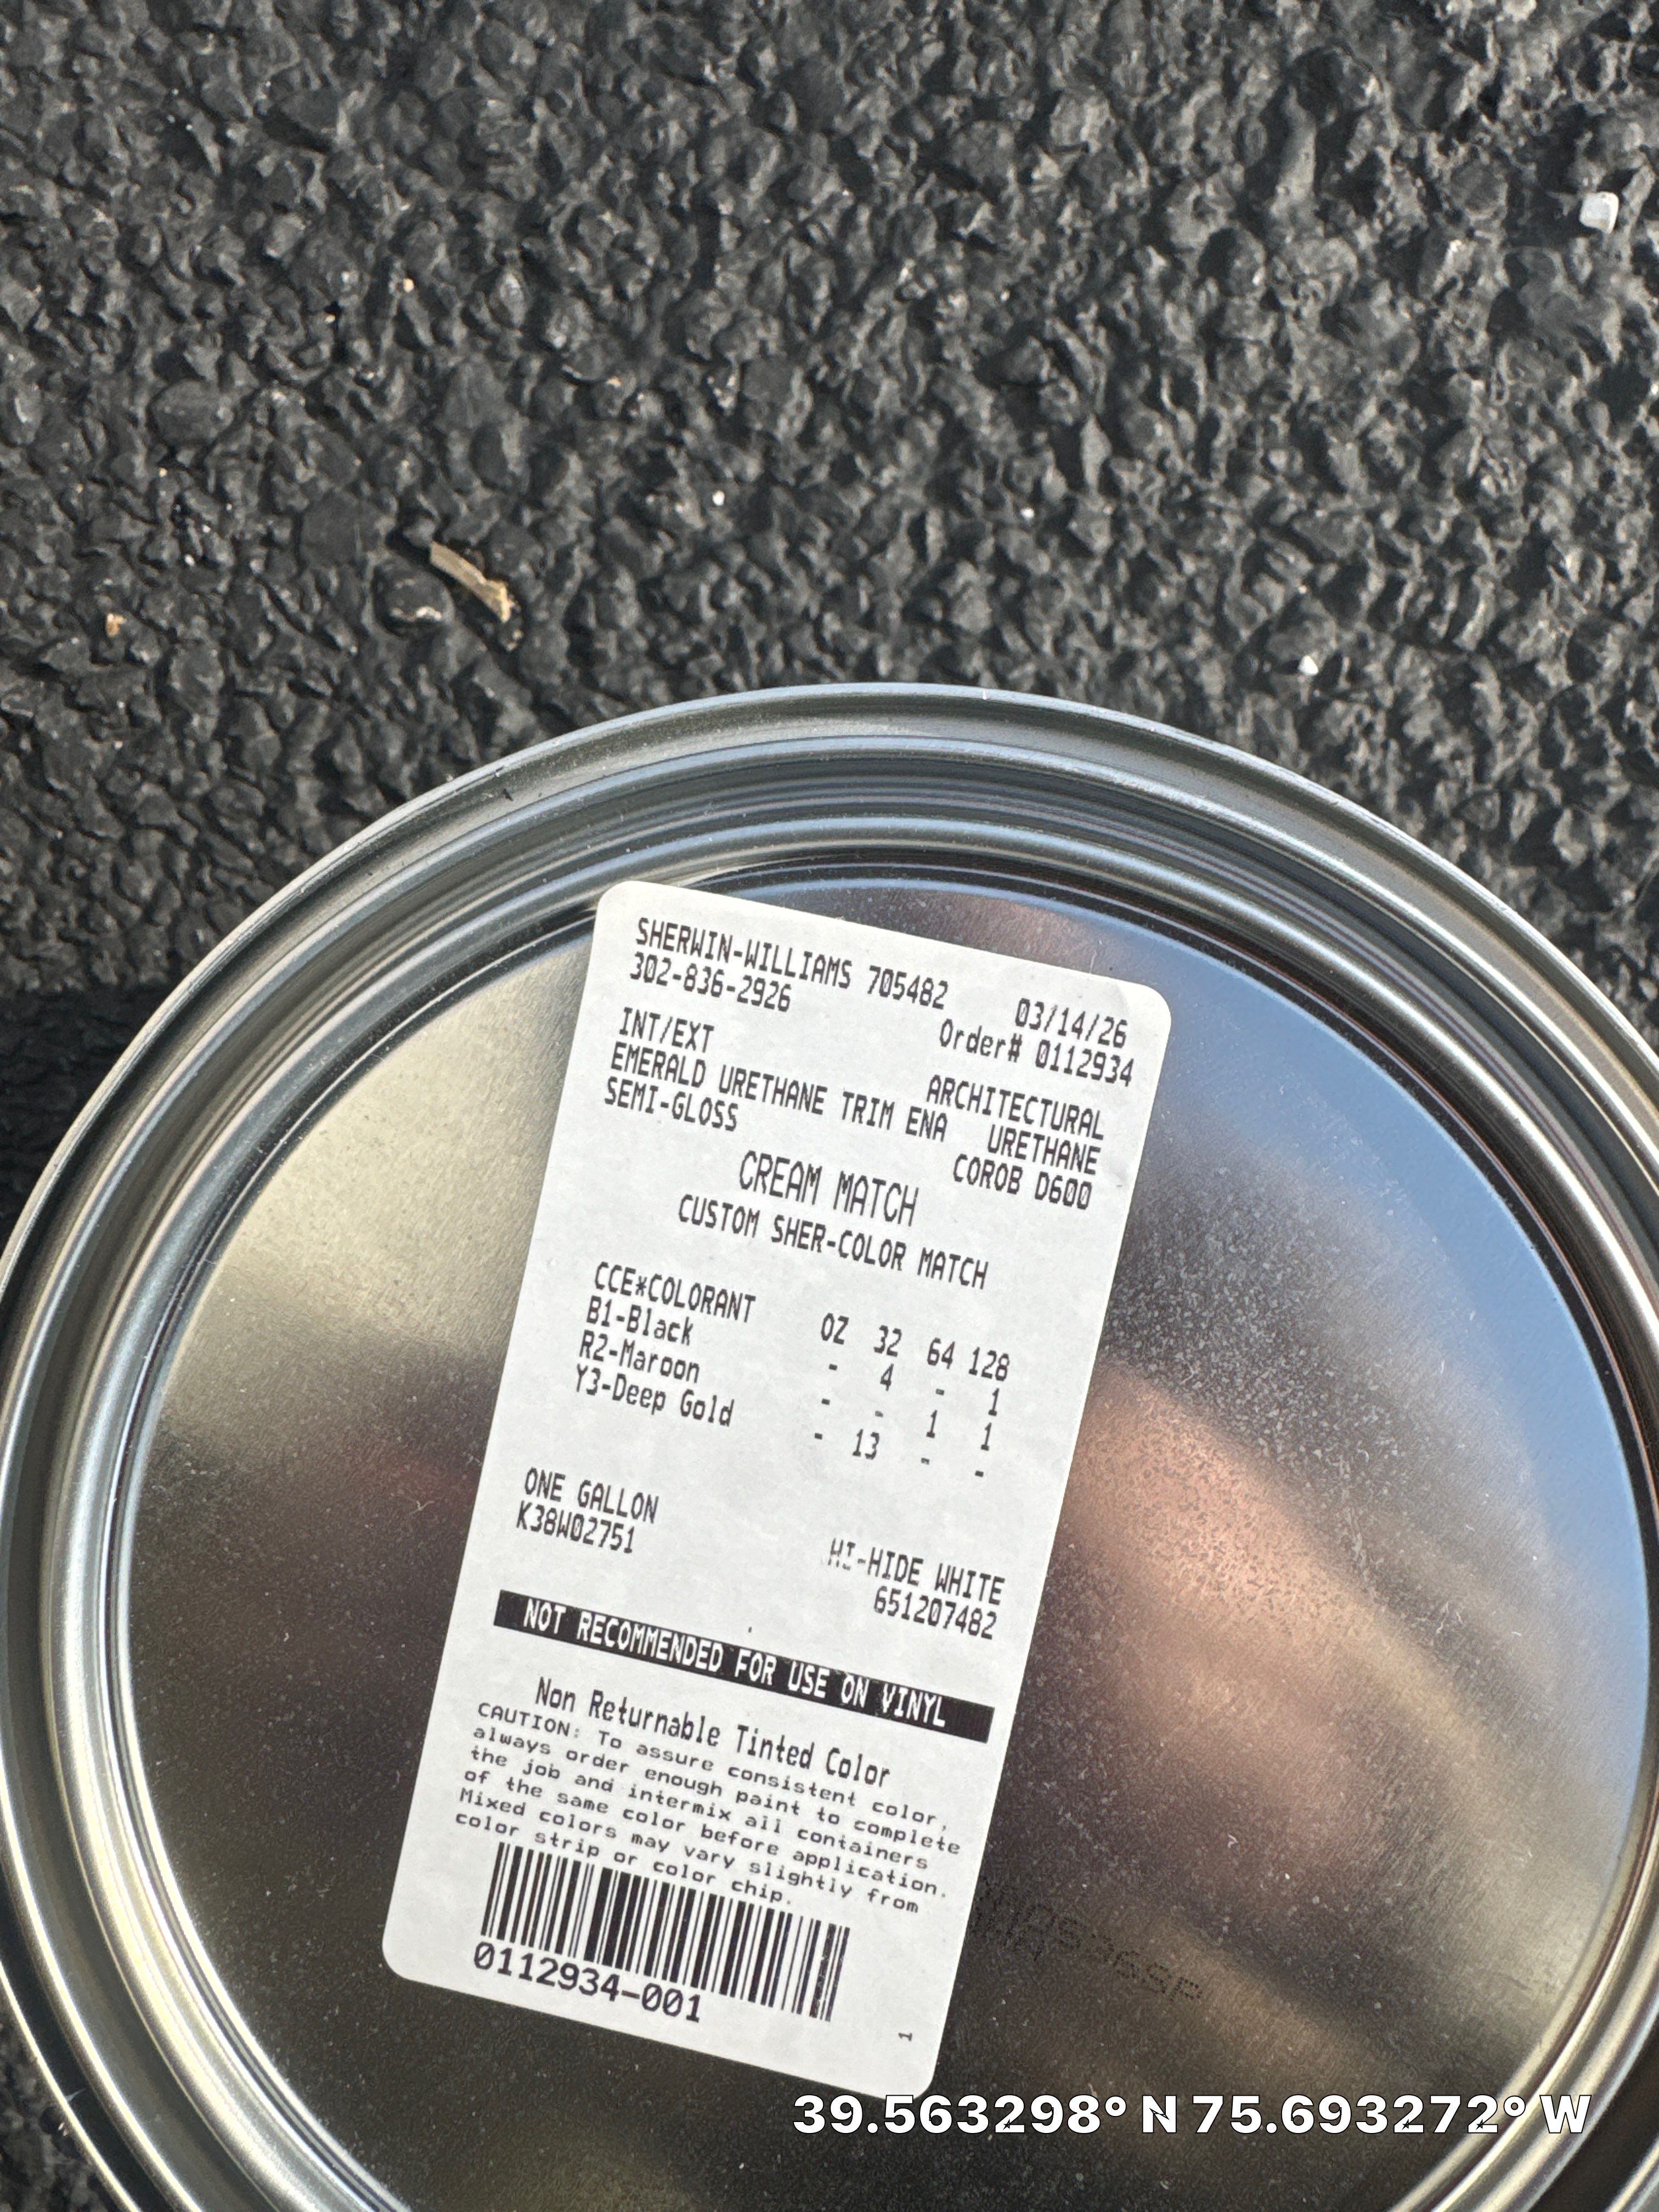 SHERWIN-WILLIAMS 705482 03/14/26
302-836-2926 Order# 0112934
INT/EXT ARCHITECTURAL
EMERALD URETHANE TRIM ENA URETHANE
SEMI-GLOSS COROB D600
CREAM MATCH
CUSTOM SHER-COLOR MATCH
CCE*COLORANT OZ 32 64 128
B1-Black - 4 - 1
R2-Maroon - - 1 1
Y3-Deep Gold - 13 - -
ONE GALLON HI-HIDE WHITE
K38W02751 651207482
NOT RECOMMENDED FOR USE ON VINYL
Non Returnable Tinted Color
CAUTION: To assure consistent color,
always order enough paint to complete
the job and intermix all containers
of the same color before application.
Mixed colors may vary slightly from
color strip or color chip.
0112934-001
1
39.563298° N 75.693272° W